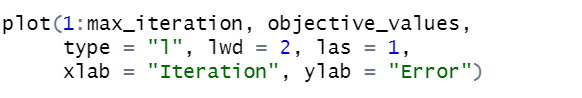 plot(1:max_iteration, objective_values,
     type = "l", lwd = 2, las = 1,
     xlab = "Iteration", ylab = "Error")